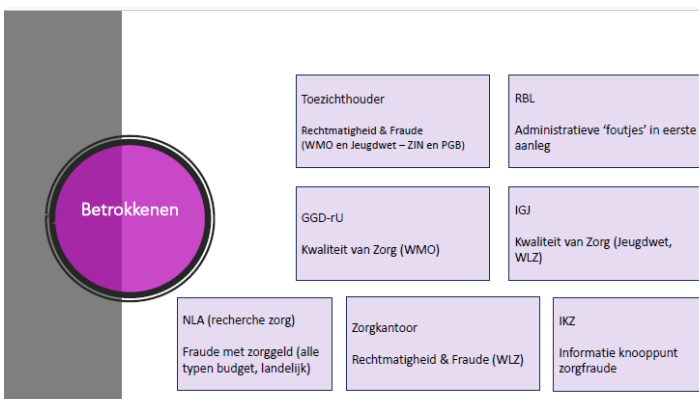 Betrokkenen
Toezichthouder
Rechtmatigheid & Fraude
(WMO en Jeugdwet – ZIN en PGB)
RBL
Administratieve ‘foutjes’ in eerste
aanleg
GGD-rU
Kwaliteit van Zorg (WMO)
IGJ
Kwaliteit van Zorg (Jeugdwet,
WLZ)
NLA (recherche zorg)
Fraude met zorggeld (alle
typen budget, landelijk)
Zorgkantoor
Rechtmatigheid & Fraude (WLZ)
IKZ
Informatie knooppunt
zorgfraude